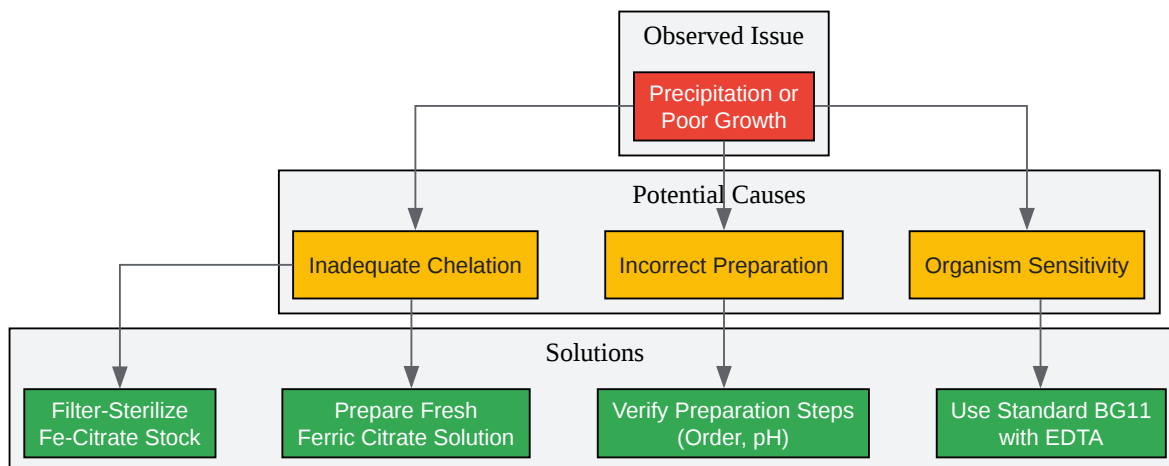 Observed Issue
Precipitation or
Poor Growth
Potential Causes
Inadequate Chelation
Incorrect Preparation
Organism Sensitivity
Solutions
Filter-Sterilize
Fe-Citrate Stock
Prepare Fresh
Ferric Citrate Solution
Verify Preparation Steps
(Order, pH)
Use Standard BG11
with EDTA